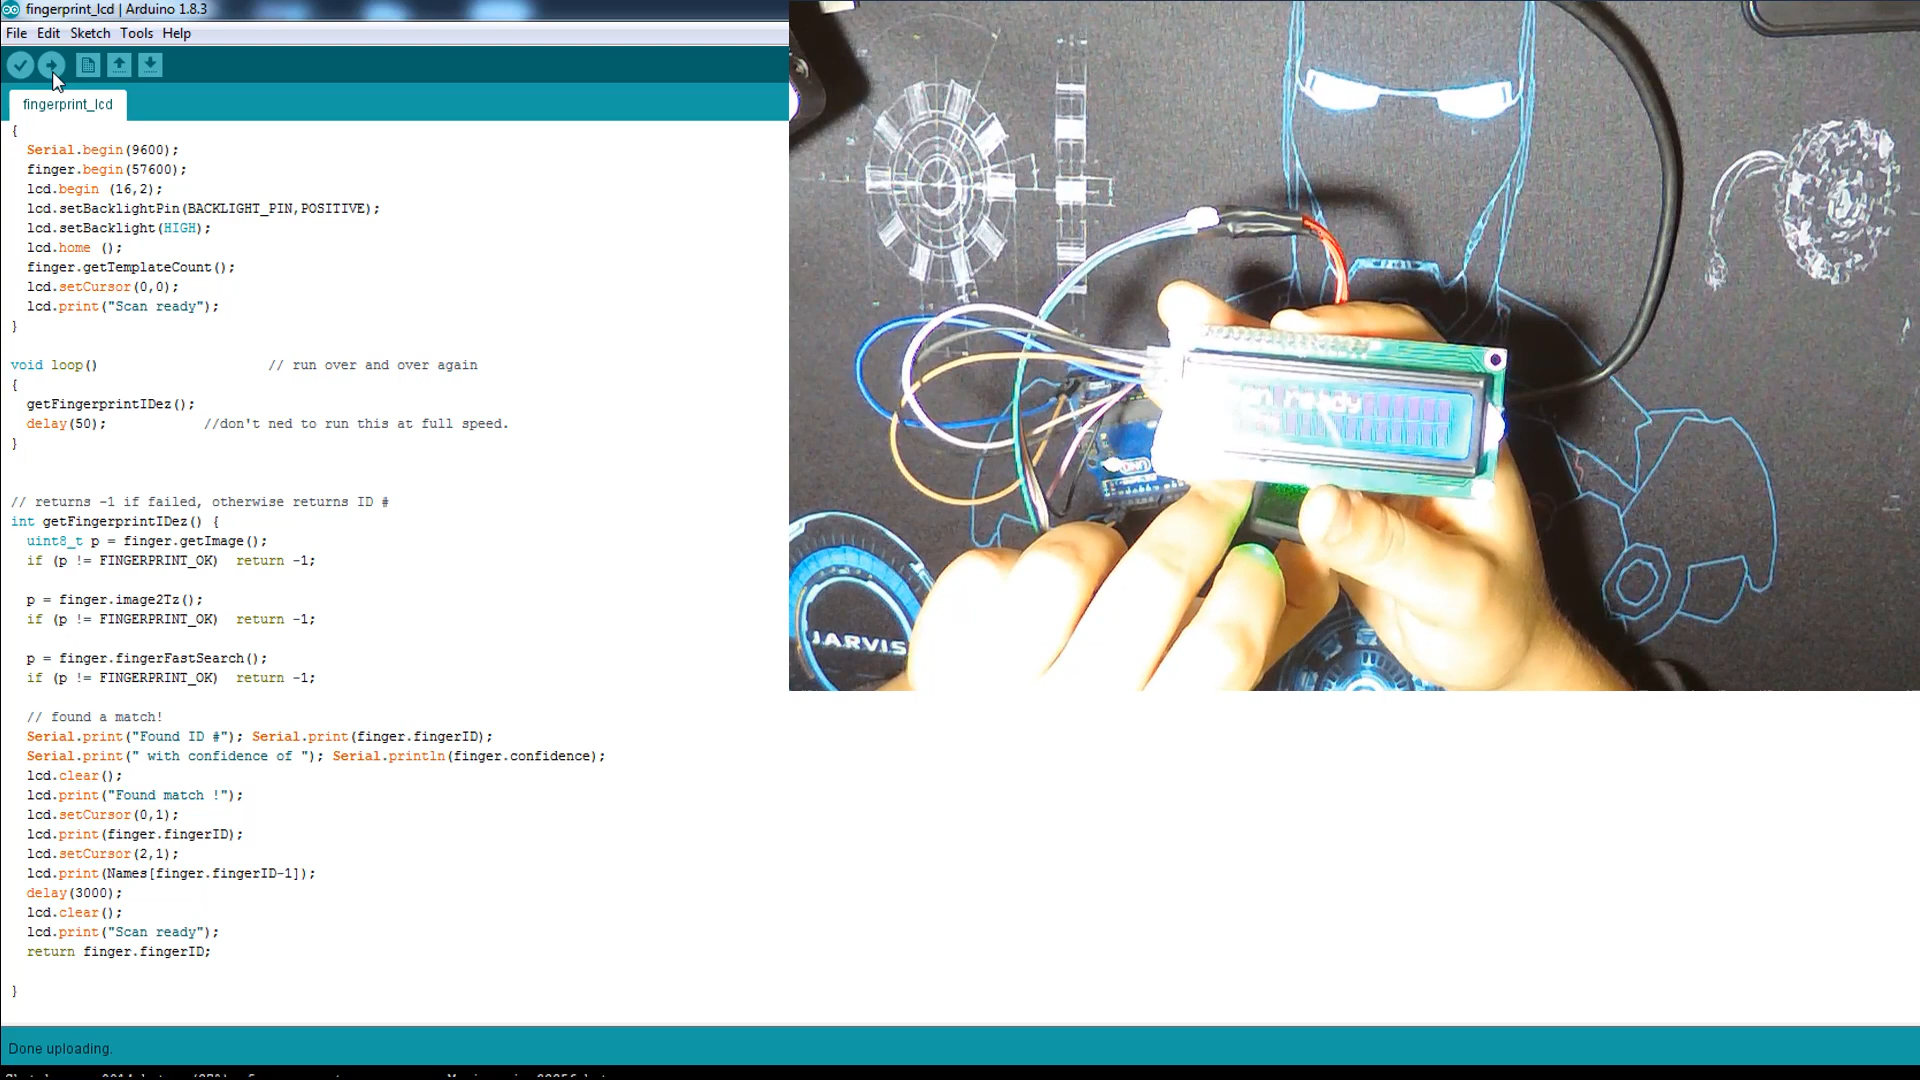 fingerprint_lcd | Arduino 1.8.3
File Edit Sketch Tools Help
fingerprint_lcd
{
Serial.begin(9600);
finger.begin(57600);
lcd.begin (16,2);
lcd.setBacklightPin(BACKLIGHT_PIN,POSITIVE);
lcd.setBacklight(HIGH);
lcd.home ();
finger.getTemplateCount();
lcd.setCursor(0,0);
lcd.print("Scan ready");
}
void loop() // run over and over again
{
getFingerprintIDez();
delay(50); //don't ned to run this at full speed.
}
// returns -1 if failed, otherwise returns ID #
int getFingerprintIDez() {
uint8_t p = finger.getImage();
if (p != FINGERPRINT_OK) return -1;
p = finger.image2Tz();
if (p != FINGERPRINT_OK) return -1;
p = finger.fingerFastSearch();
if (p != FINGERPRINT_OK) return -1;
// found a match!
Serial.print("Found ID #"); Serial.print(finger.fingerID);
Serial.print(" with confidence of "); Serial.println(finger.confidence);
lcd.clear();
lcd.print("Found match !");
lcd.setCursor(0,1);
lcd.print(finger.fingerID);
lcd.setCursor(2,1);
lcd.print(Names[finger.fingerID-1]);
delay(3000);
lcd.clear();
lcd.print("Scan ready");
return finger.fingerID;
}
Done uploading.
ready
JARVIS